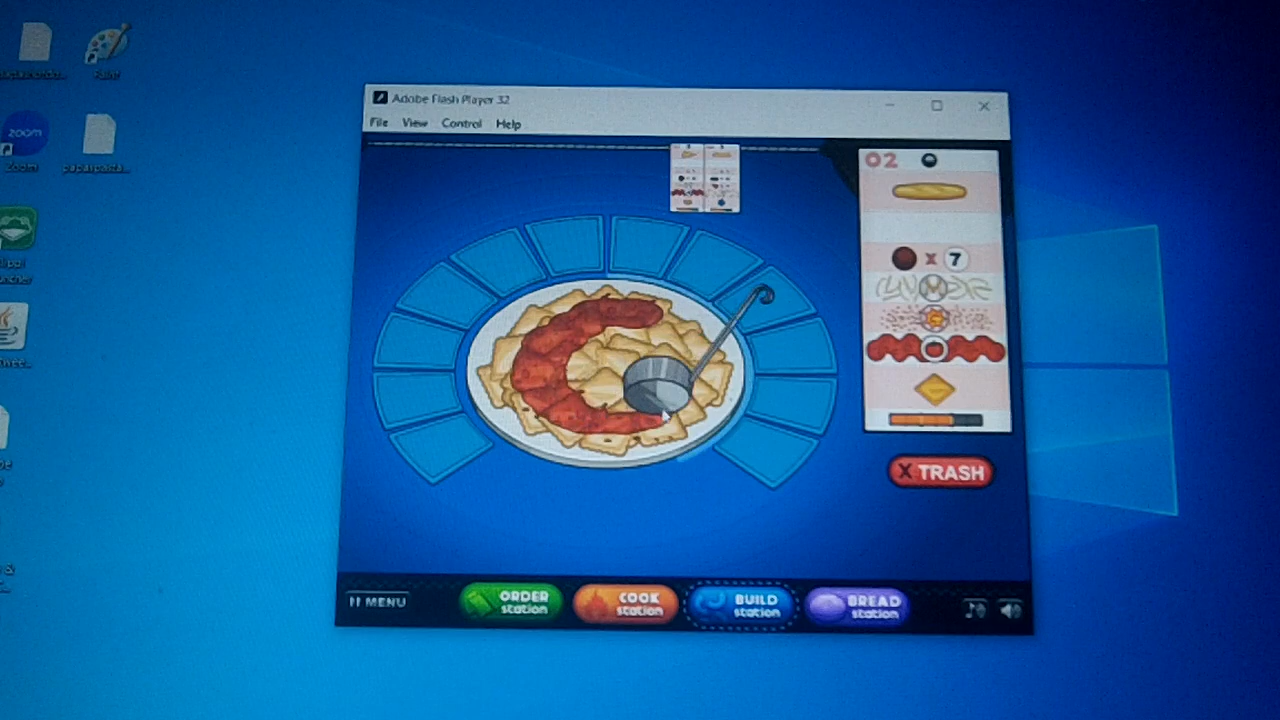 Paint
Adobe Flash Player 32
File View Control Help
zoom
Zoom
02
x 7
X TRASH
MENU
ORDER
station
COOK
station
BUILD
station
BREAD
station